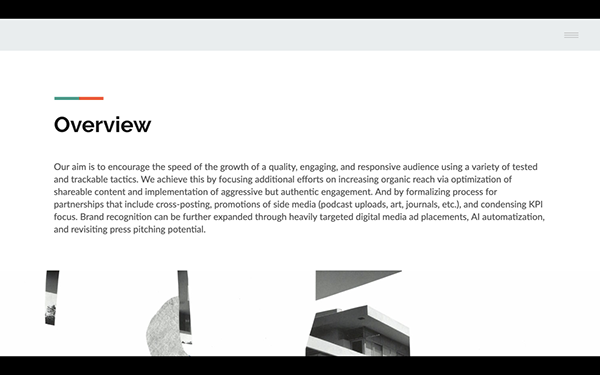 Overview
Our aim is to encourage the speed of the growth of a quality, engaging, and responsive audience using a variety of tested
and trackable tactics. We achieve this by focusing additional efforts on increasing organic reach via optimization of
shareable content and implementation of aggressive but authentic engagement. And by formalizing process for
partnerships that include cross-posting, promotions of side media (podcast uploads, art, journals, etc.), and condensing KPI
focus. Brand recognition can be further expanded through heavily targeted digital media ad placements, AI automatization,
and revisiting press pitching potential.